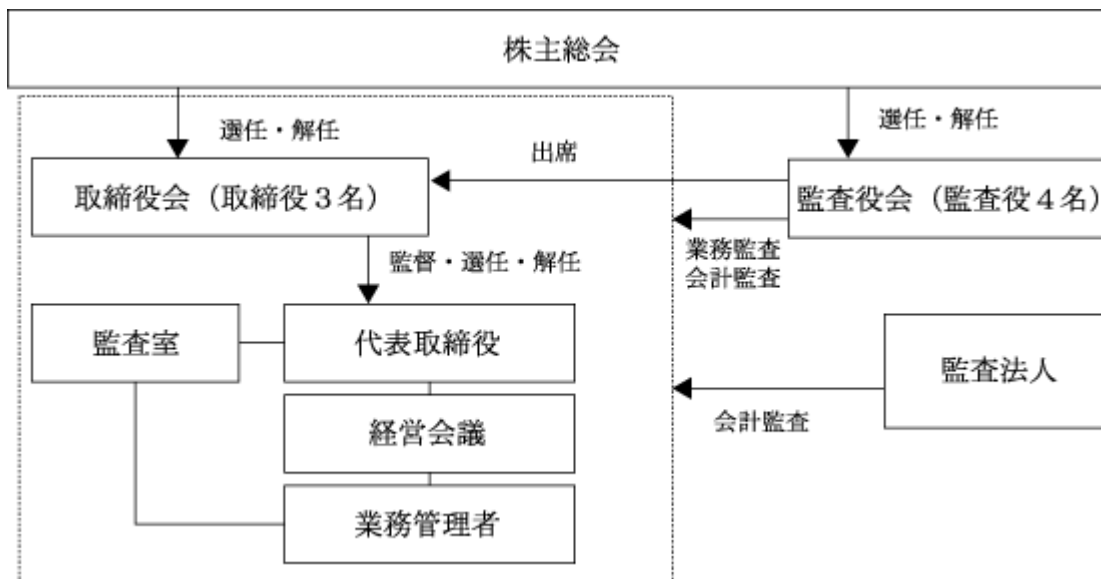 株主総会
選任・解任
選任・解任
出席
取締役会（取締役３名）
監査役会（監査役４名）
業務監査
会計監査
監督・選任・解任
監査室
代表取締役
監査法人
会計監査
経営会議
業務管理者